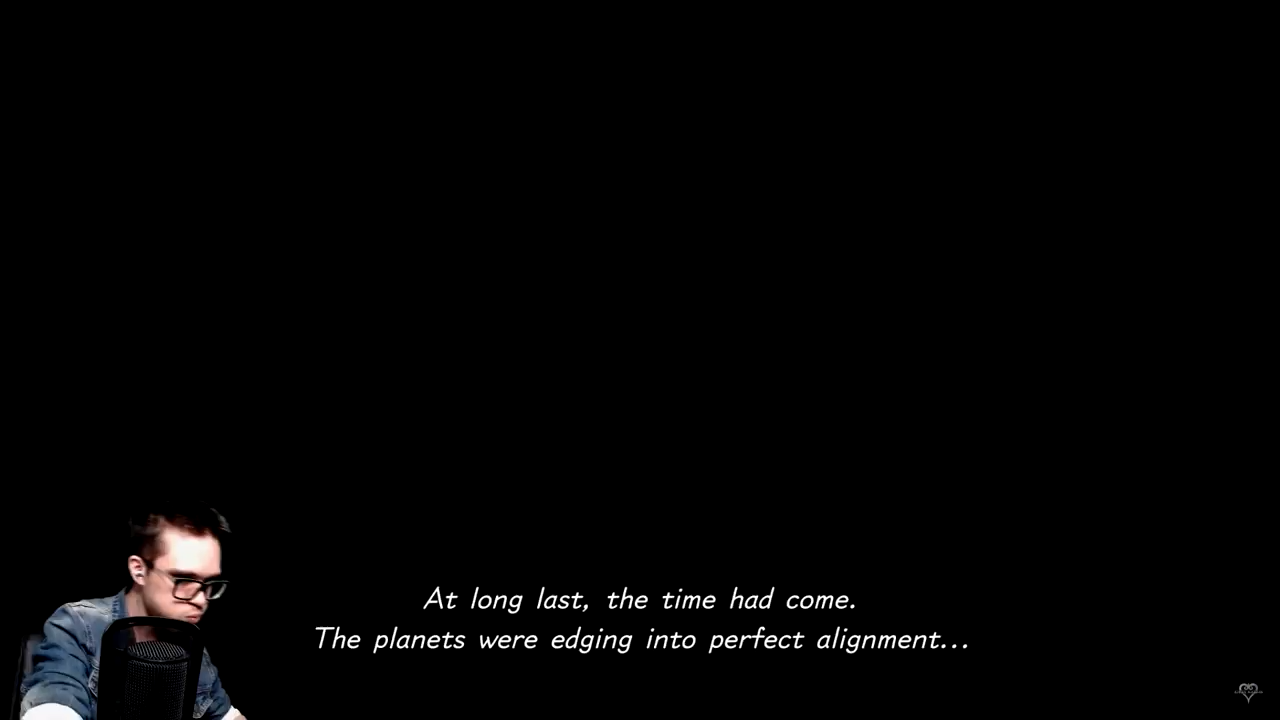 At long last, the time had come.
The planets were edging into perfect alignment...